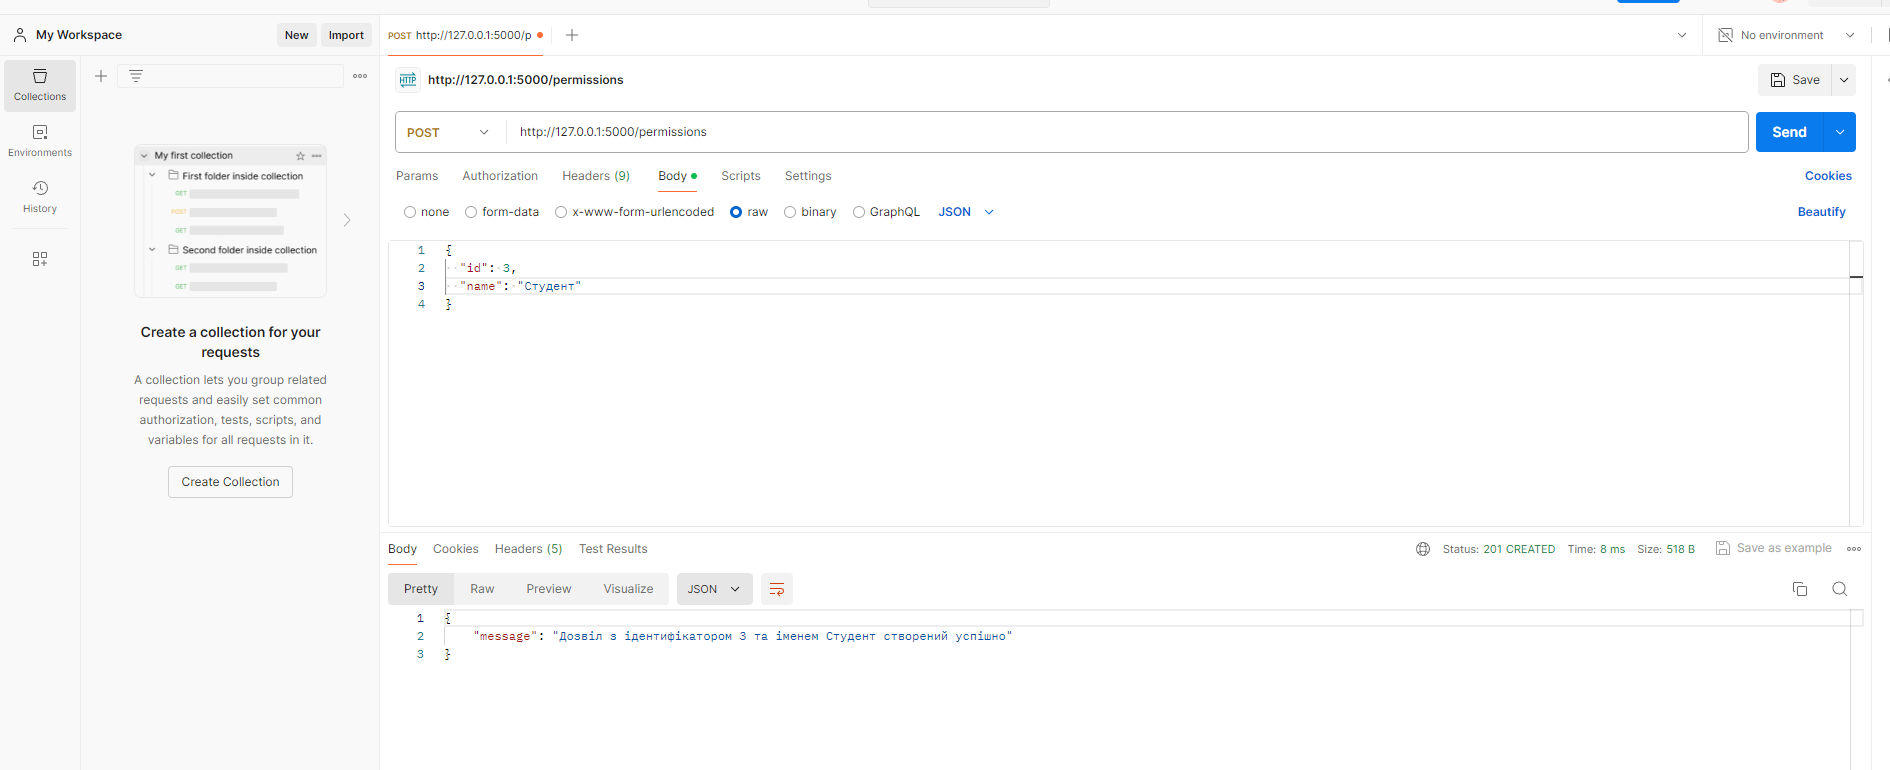 My Workspace
New
Import
POST http://127.0.0.1:5000/p
No environment
Collections
Environments
History
My first collection
First folder inside collection
GET
POST
GET
Second folder inside collection
GET
GET
Create a collection for your
requests
A collection lets you group related
requests and easily set common
authorization, tests, scripts, and
variables for all requests in it.
Create Collection
HTTP
http://127.0.0.1:5000/permissions
Save
POST
http://127.0.0.1:5000/permissions
Send
Params
Authorization
Headers (9)
Body
Scripts
Settings
Cookies
none
form-data
x-www-form-urlencoded
raw
binary
GraphQL
JSON
Beautify
1 {
2 "id": 3,
3 "name": "Студент"
4 }
Body
Cookies
Headers (5)
Test Results
Status: 201 CREATED
Time: 8 ms
Size: 518 B
Save as example
Pretty
Raw
Preview
Visualize
JSON
1 {
2 "message": "Дозвіл з ідентифікатором 3 та іменем Студент створений успішно"
3 }